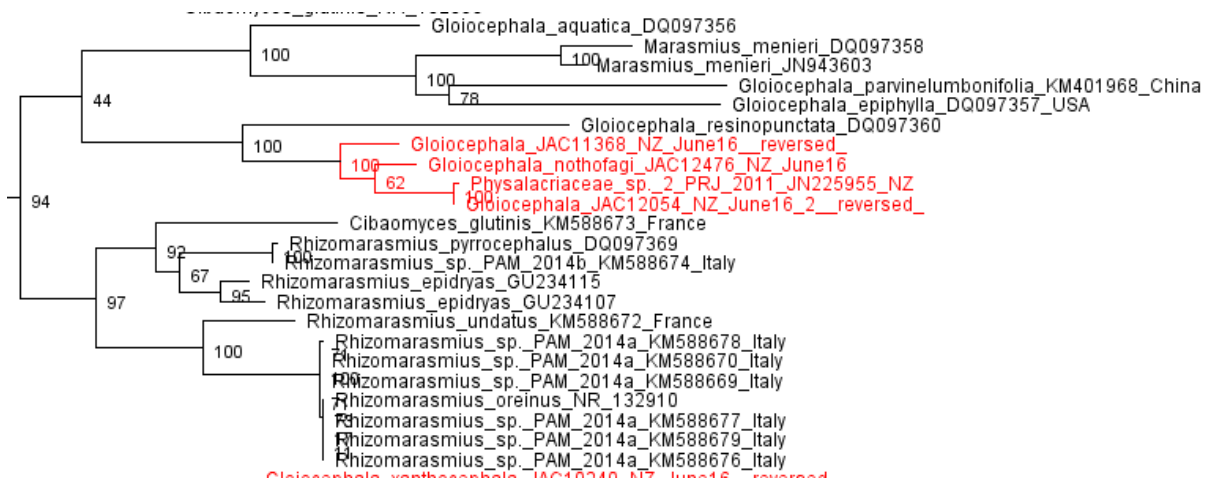 Gloiocephala_aquatica_DQ097356
100
Marasmius_menieri_DQ097358
100
Marasmius_menieri_JN943603
100
Gloiocephala_parvinelumbonifolia_KM401968_China
78
Gloiocephala_epiphylla_DQ097357_USA
44
Gloiocephala_resinopunctata_DQ097360
100
Gloiocephala_JAC11368_NZ_June16__reversed_
100
Gloiocephala_nothofagi_JAC12476_NZ_June16
62
Physalacriaceae_sp._2_PRJ_2011_JN225955_NZ
100
Gloiocephala_JAC12054_NZ_June16_2__reversed_
94
Cibaomyces_glutinis_KM588673_France
92
Rhizomarasmius_pyrrocephalus_DQ097369
100
Rhizomarasmius_sp._PAM_2014b_KM588674_Italy
67
Rhizomarasmius_epidryas_GU234115
95
Rhizomarasmius_epidryas_GU234107
97
Rhizomarasmius_undatus_KM588672_France
100
Rhizomarasmius_sp._PAM_2014a_KM588678_Italy
Rhizomarasmius_sp._PAM_2014a_KM588670_Italy
100
Rhizomarasmius_sp._PAM_2014a_KM588669_Italy
Rhizomarasmius_oreinus_NR_132910
Rhizomarasmius_sp._PAM_2014a_KM588677_Italy
Rhizomarasmius_sp._PAM_2014a_KM588679_Italy
Rhizomarasmius_sp._PAM_2014a_KM588676_Italy